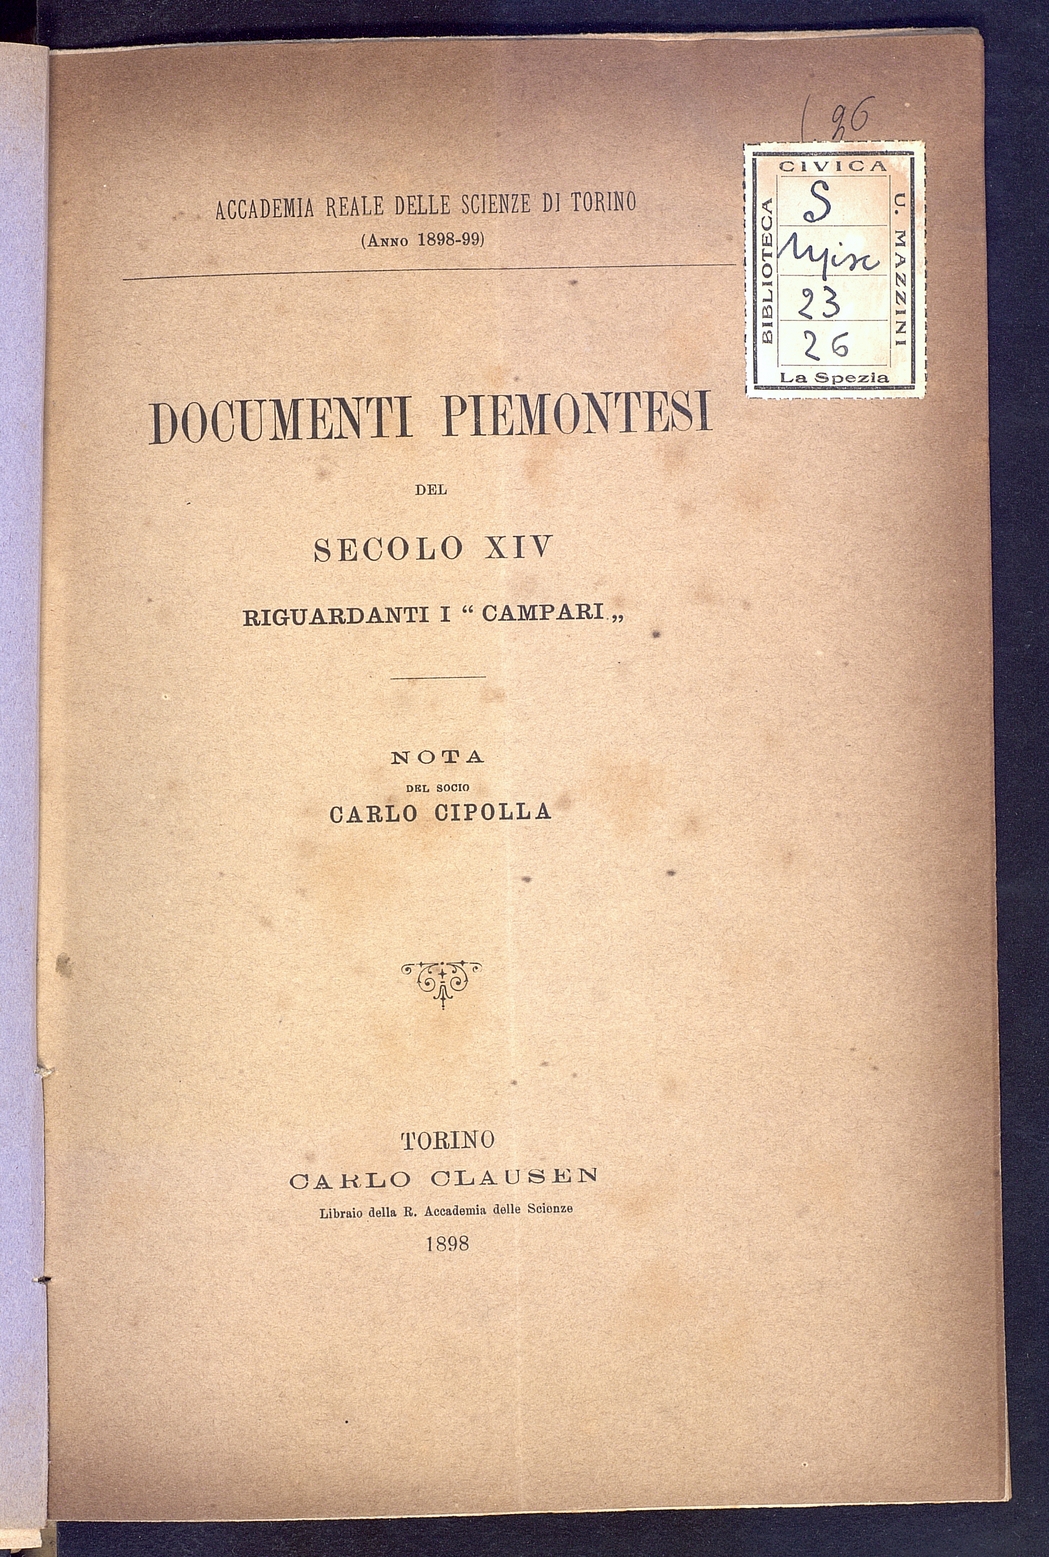 26
ACCADEMIA REALE DELLE SCIENZE DI TORINO
(ANNO 1898-99)
CIVICA
BIBLIOTECA
U. MAZZINI
S
Misc
23
26
La Spezia
DOCUMENTI PIEMONTESI
DEL
SECOLO XIV
RIGUARDANTI I “ CAMPARI „
NOTA
DEL SOCIO
CARLO CIPOLLA
TORINO
CARLO CLAUSEN
Libraio della R. Accademia delle Scienze
1898